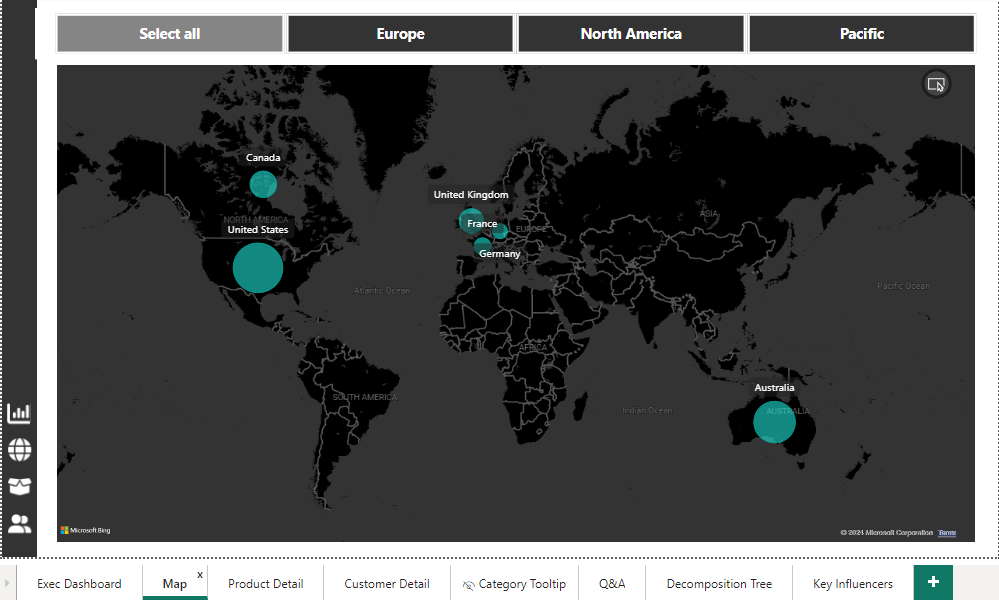 Select all
Europe
North America
Pacific
Canada
NORTH AMERICA
United States
United Kingdom
France
EUROPE
Germany
ASIA
Atlantic Ocean
Pacific Ocean
AFRICA
SOUTH AMERICA
Indian Ocean
Australia
AUSTRALIA
Microsoft Bing
© 2024 Microsoft Corporation Terms
Exec Dashboard
Map x
Product Detail
Customer Detail
Category Tooltip
Q&A
Decomposition Tree
Key Influencers
+